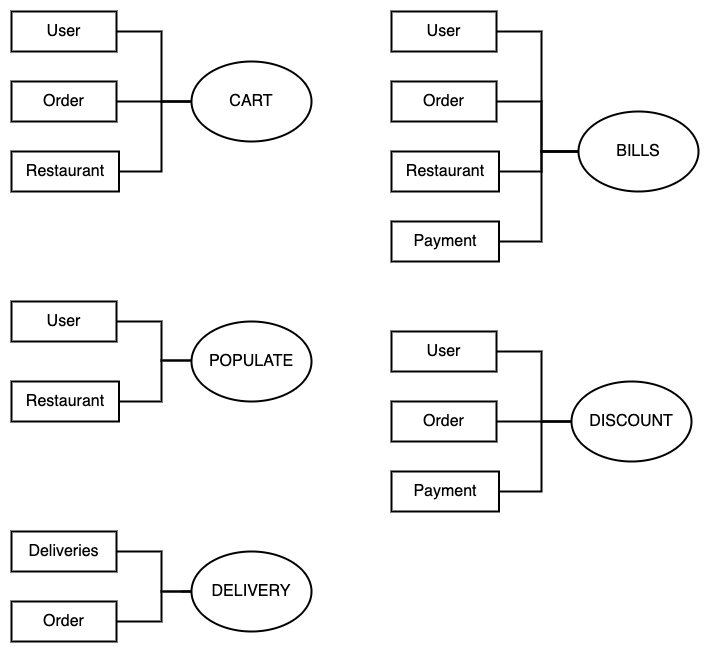 User
Order
Restaurant
CART
User
Order
Restaurant
Payment
BILLS
User
Restaurant
POPULATE
User
Order
Payment
DISCOUNT
Deliveries
Order
DELIVERY